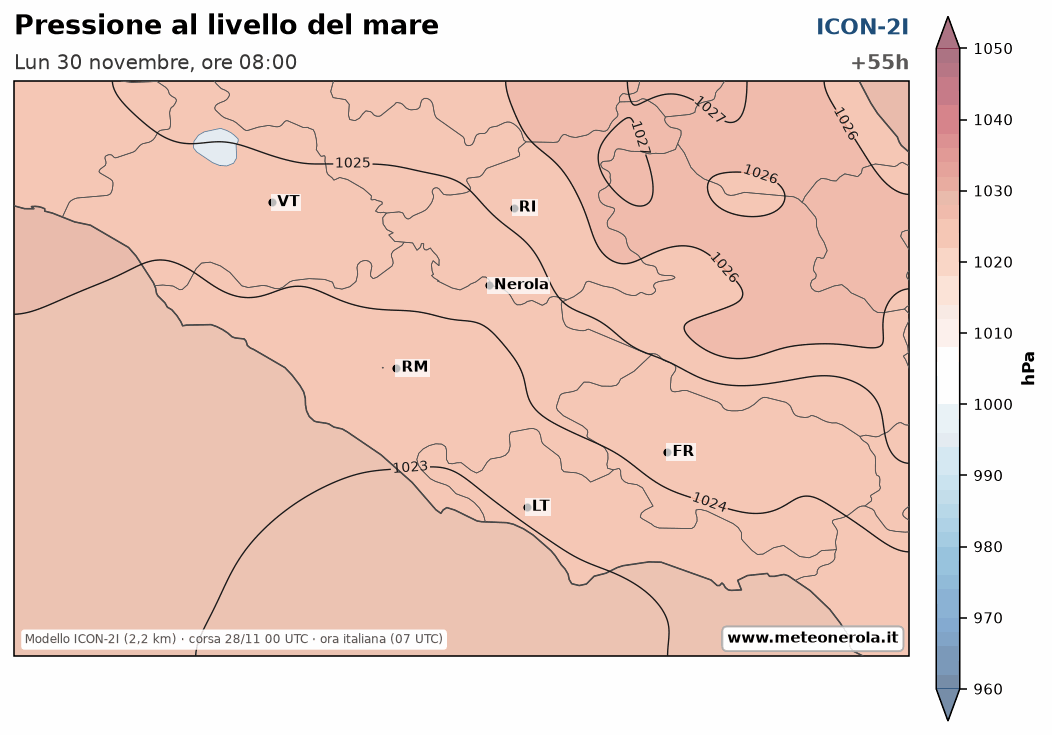 Pressione al livello del mare
ICON-2I
Lun 30 novembre, ore 08:00
+55h
1050
1027
1026
1040
1027
1025
1026
1030
VT
RI
1026
1020
Nerola
1010
hPa
RM
1000
FR
990
1023
1024
LT
980
970
Modello ICON-2I (2,2 km) · corsa 28/11 00 UTC · ora italiana (07 UTC)
www.meteonerola.it
960